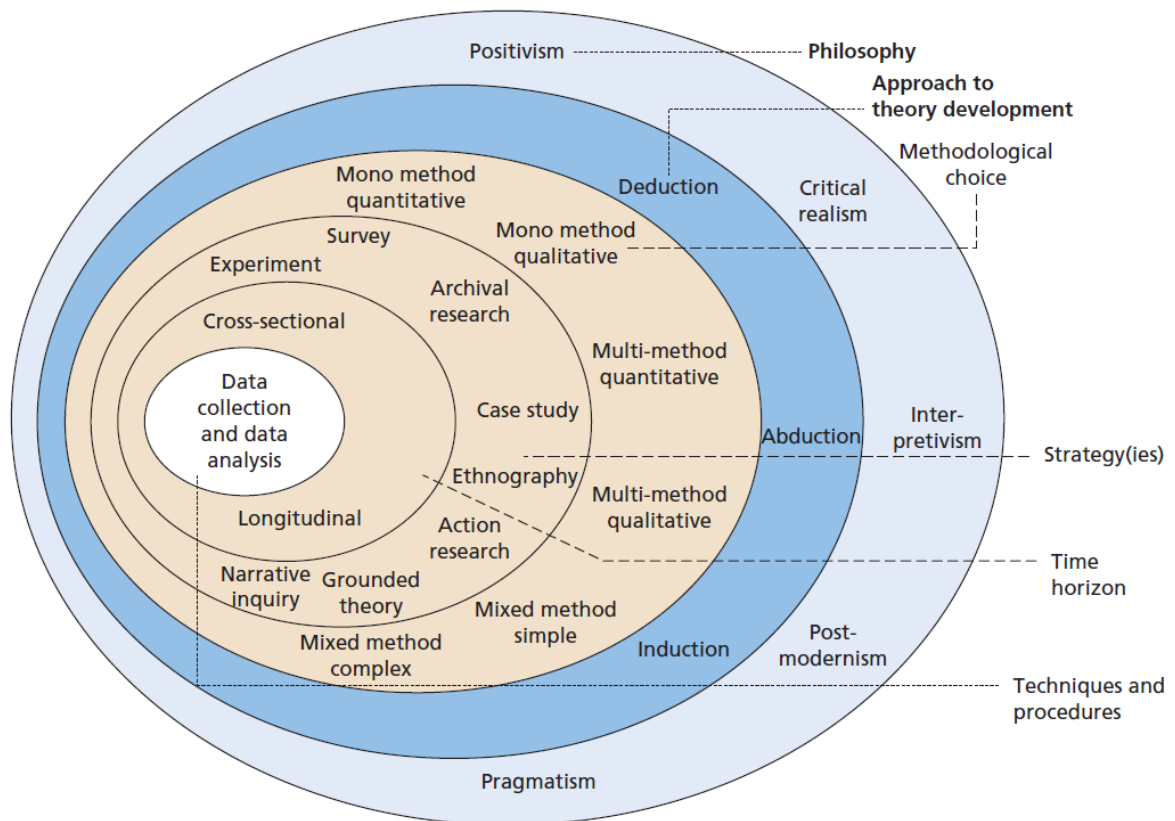 Positivism
Philosophy
Approach to
theory development
Methodological
choice
Mono method
quantitative
Deduction
Critical
realism
Mono method
qualitative
Survey
Experiment
Archival
research
Cross-sectional
Multi-method
quantitative
Data
collection
and data
analysis
Case study
Abduction
Inter-
pretivism
Strategy(ies)
Ethnography
Multi-method
qualitative
Longitudinal
Action
research
Time
horizon
Narrative
inquiry
Grounded
theory
Mixed method
simple
Mixed method
complex
Induction
Post-
modernism
Techniques and
procedures
Pragmatism